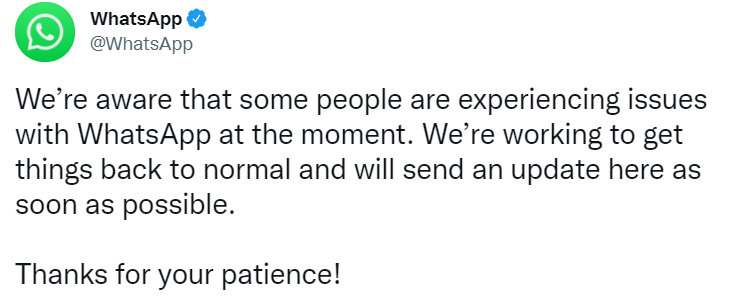 WhatsApp
@WhatsApp
We’re aware that some people are experiencing issues
with WhatsApp at the moment. We’re working to get
things back to normal and will send an update here as
soon as possible.
Thanks for your patience!